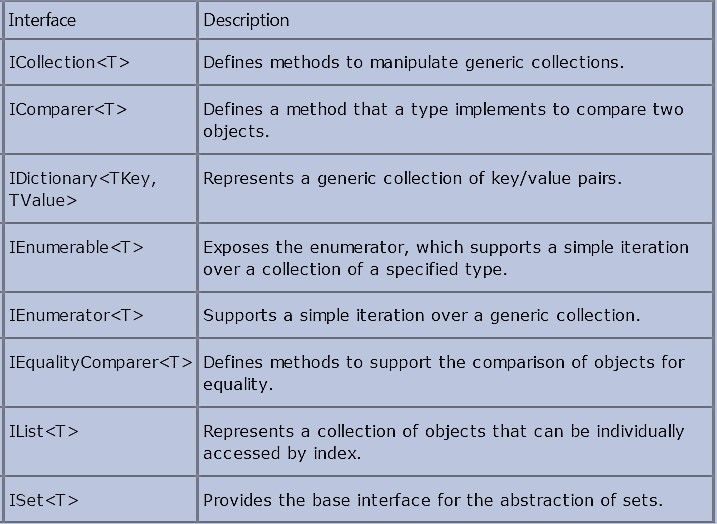 Interface Description
ICollection<T> Defines methods to manipulate generic collections.
IComparer<T> Defines a method that a type implements to compare two
objects.
IDictionary<TKey, Represents a generic collection of key/value pairs.
TValue>
IEnumerable<T> Exposes the enumerator, which supports a simple iteration
over a collection of a specified type.
IEnumerator<T> Supports a simple iteration over a generic collection.
IEqualityComparer<T> Defines methods to support the comparison of objects for
equality.
IList<T> Represents a collection of objects that can be individually
accessed by index.
ISet<T> Provides the base interface for the abstraction of sets.